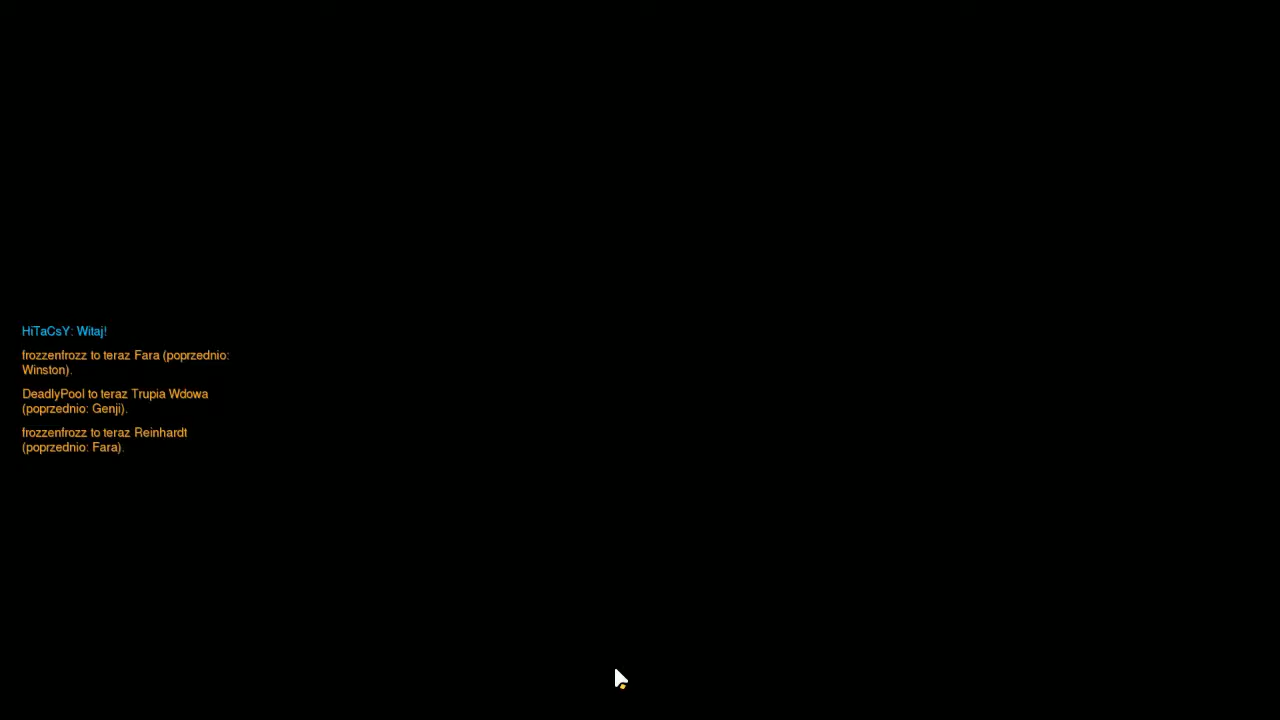 HiTaCsY: Witaj!
frozzenfrozz to teraz Fara (poprzednio:
Winston).
DeadlyPool to teraz Trupia Wdowa
(poprzednio: Genji).
frozzenfrozz to teraz Reinhardt
(poprzednio: Fara).